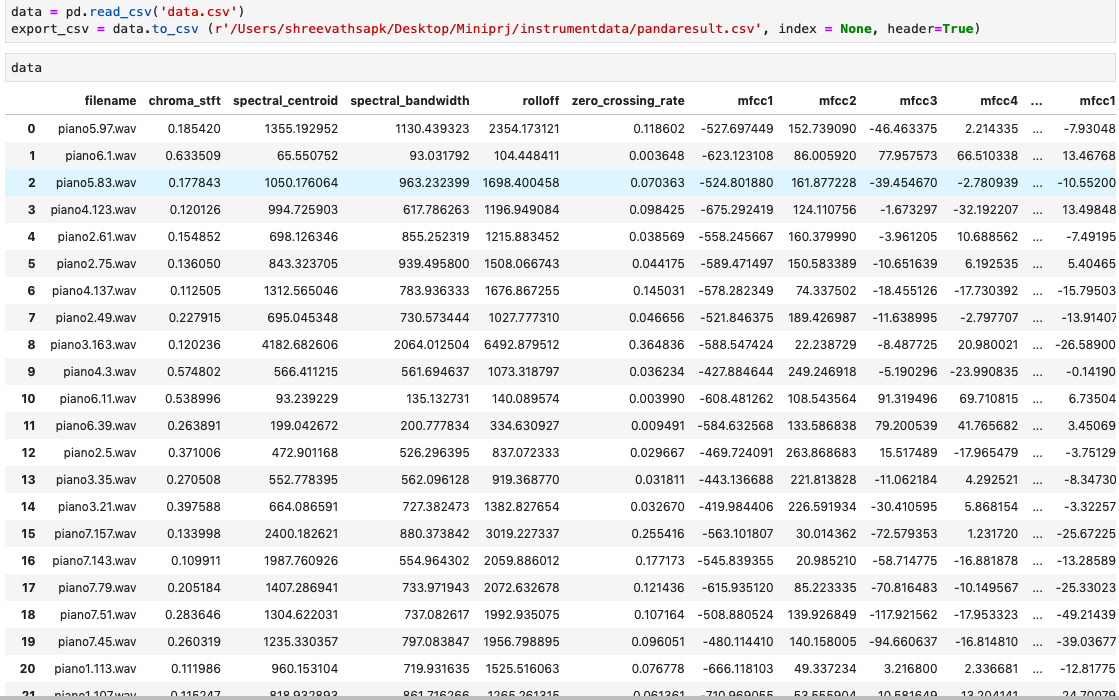 data = pd.read_csv('data.csv')
export_csv = data.to_csv (r'/Users/shreevathsapk/Desktop/Miniprj/instrumentdata/pandaresult.csv', index = None, header=True)
data
filename chroma_stft spectral_centroid spectral_bandwidth rolloff zero_crossing_rate mfcc1 mfcc2 mfcc3 mfcc4 ... mfcc1
0 piano5.97.wav 0.185420 1355.192952 1130.439323 2354.173121 0.118602 -527.697449 152.739090 -46.463375 2.214335 ... -7.93048
1 piano6.1.wav 0.633509 65.550752 93.031792 104.448411 0.003648 -623.123108 86.005920 77.957573 66.510338 ... 13.46768
2 piano5.83.wav 0.177843 1050.176064 963.232399 1698.400458 0.070363 -524.801880 161.877228 -39.454670 -2.780939 ... -10.55200
3 piano4.123.wav 0.120126 994.725903 617.786263 1196.949084 0.098425 -675.292419 124.110756 -1.673297 -32.192207 ... 13.49848
4 piano2.61.wav 0.154852 698.126346 855.252319 1215.883452 0.038569 -558.245667 160.379990 -3.961205 10.688562 ... -7.49195
5 piano2.75.wav 0.136050 843.323705 939.495800 1508.066743 0.044175 -589.471497 150.583389 -10.651639 6.192535 ... 5.40465
6 piano4.137.wav 0.112505 1312.565046 783.936333 1676.867255 0.145031 -578.282349 74.337502 -18.455126 -17.730392 ... -15.79503
7 piano2.49.wav 0.227915 695.045348 730.573444 1027.777310 0.046656 -521.846375 189.426987 -11.638995 -2.797707 ... -13.91407
8 piano3.163.wav 0.120236 4182.682606 2064.012504 6492.879512 0.364836 -588.547424 22.238729 -8.487725 20.980021 ... -26.58900
9 piano4.3.wav 0.574802 566.411215 561.694637 1073.318797 0.036234 -427.884644 249.246918 -5.190296 -23.990835 ... -0.14190
10 piano6.11.wav 0.538996 93.239229 135.132731 140.089574 0.003990 -608.481262 108.543564 91.319496 69.710815 ... 6.73504
11 piano6.39.wav 0.263891 199.042672 200.777834 334.630927 0.009491 -584.632568 133.586838 79.200539 41.765682 ... 3.45069
12 piano2.5.wav 0.371006 472.901168 526.296395 837.072333 0.029667 -469.724091 263.868683 15.517489 -17.965479 ... -3.75129
13 piano3.35.wav 0.270508 552.778395 562.096128 919.368770 0.031811 -443.136688 221.813828 -11.062184 4.292521 ... -8.34730
14 piano3.21.wav 0.397588 664.086591 727.382473 1382.827654 0.032670 -419.984406 226.591934 -30.410595 5.868154 ... -3.32257
15 piano7.157.wav 0.133998 2400.182621 880.373842 3019.227337 0.255416 -563.101807 30.014362 -72.579353 1.231720 ... -25.67225
16 piano7.143.wav 0.109911 1987.760926 554.964302 2059.886012 0.177173 -545.839355 20.985210 -58.714775 -16.881878 ... -13.28589
17 piano7.79.wav 0.205184 1407.286941 733.971943 2072.632678 0.121436 -615.935120 85.223335 -70.816483 -10.149567 ... -25.33023
18 piano7.51.wav 0.283646 1304.622031 737.082617 1992.935075 0.107164 -508.880524 139.926849 -117.921562 -17.953323 ... -49.21439
19 piano7.45.wav 0.260319 1235.330357 797.083847 1956.798895 0.096051 -480.114410 140.158005 -94.660637 -16.814810 ... -39.03677
20 piano1.113.wav 0.111986 960.153104 719.931635 1525.516063 0.076778 -666.118103 49.337234 3.216800 2.336681 ... -12.81775
21 piano1.107.wav 0.115247 818.932893 861.716266 1265.261315 0.061361 -710.969055 53.555904 10.581649 13.204141 ...